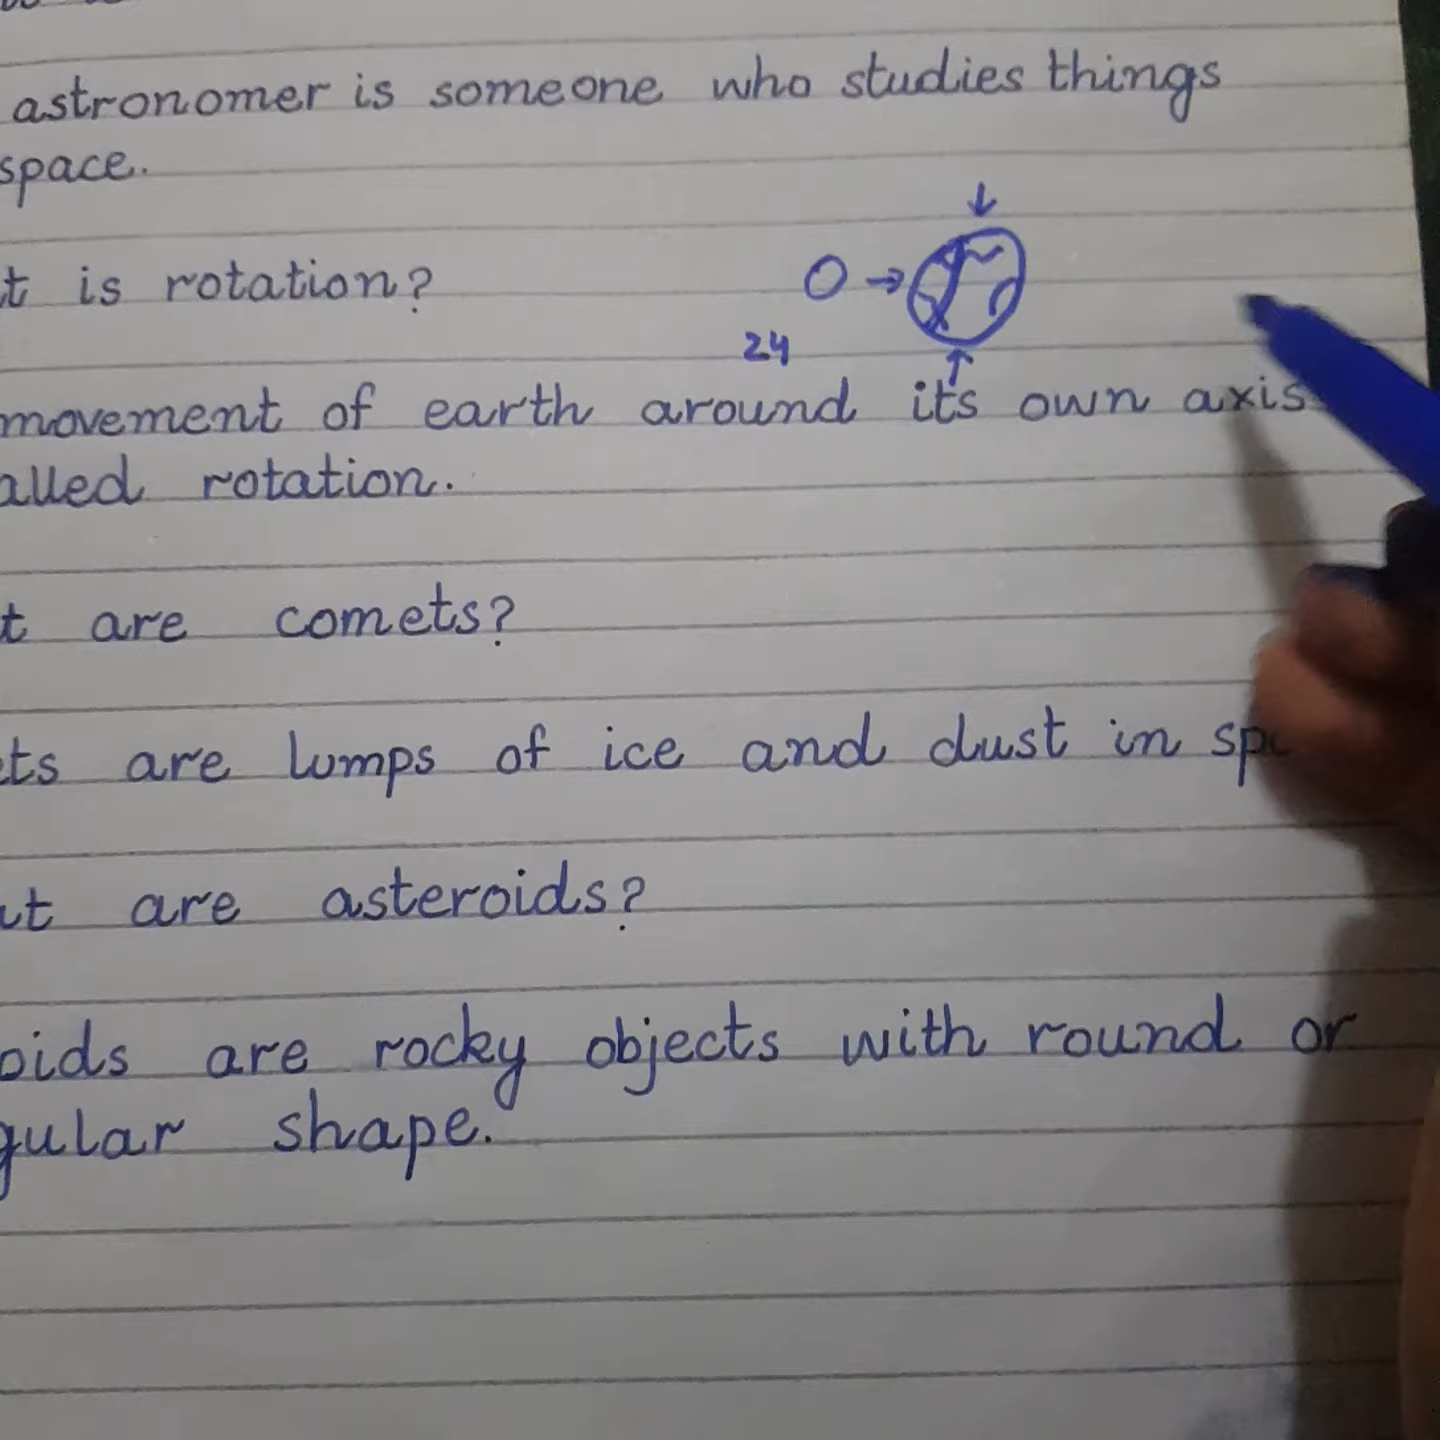 astronomer is someone who studies things
space.
t is rotation?
24
movement of earth around its own axis
alled rotation.
t are comets?
ts are lumps of ice and dust in sp
t are asteroids?
oids are rocky objects with round or
gular shape.